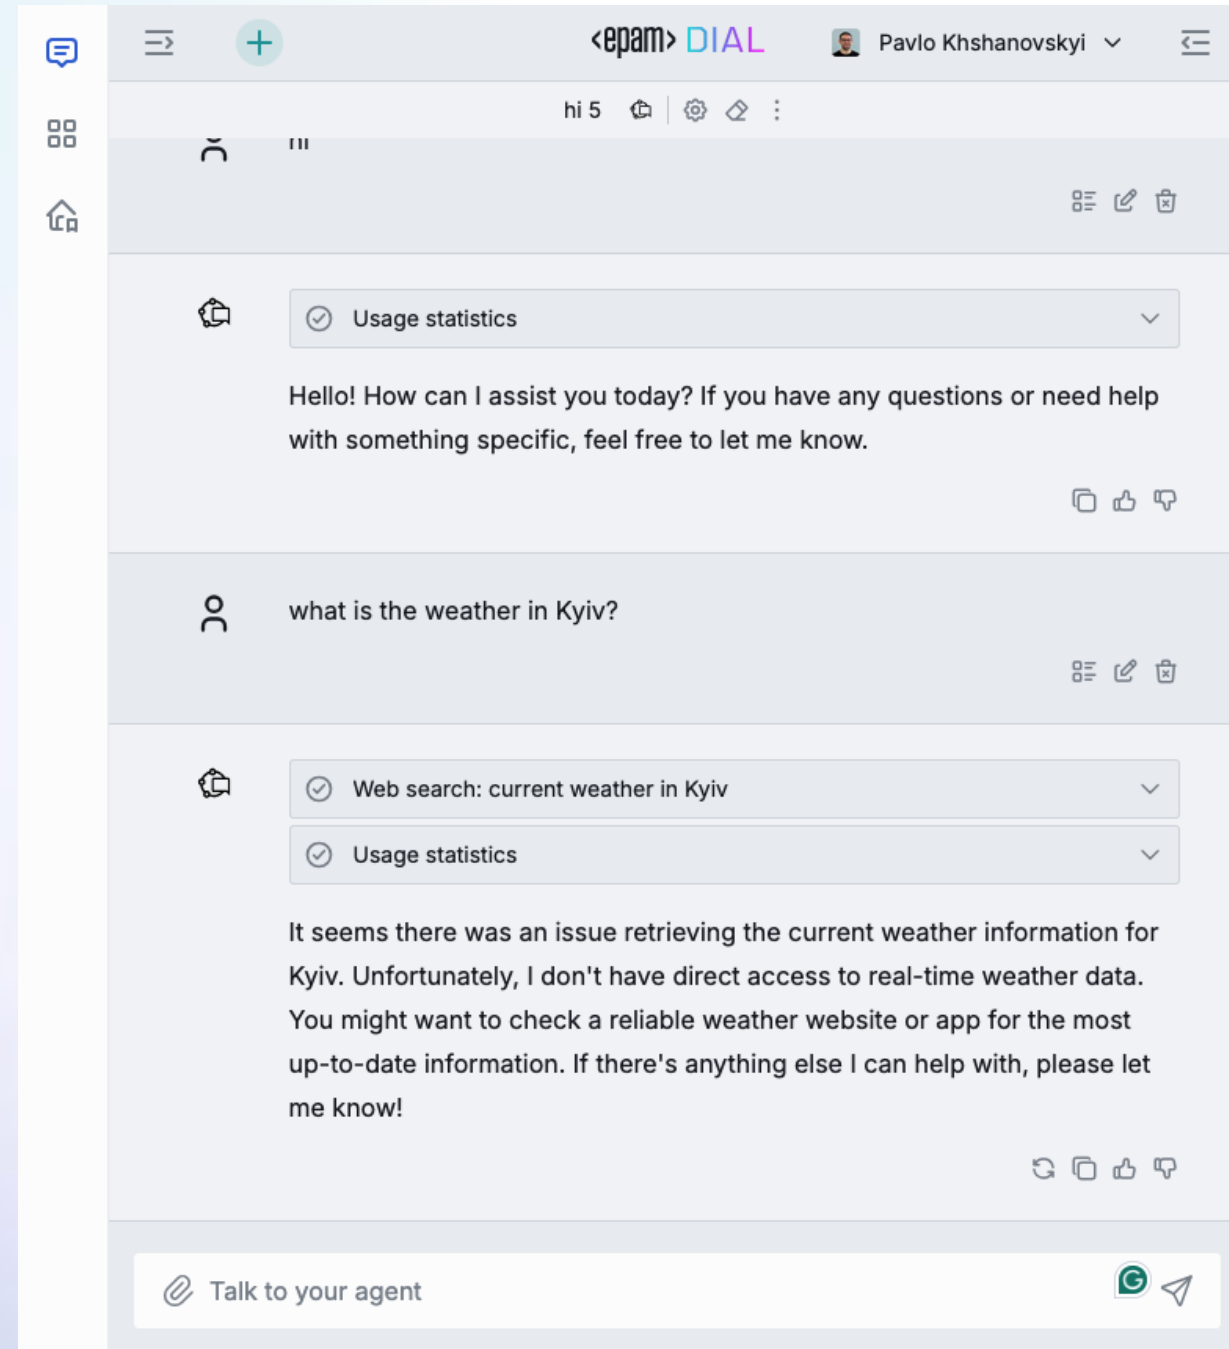 <epam> DIAL
Pavlo Khshanovskyi
hi 5
hi
Usage statistics
Hello! How can I assist you today? If you have any questions or need help
with something specific, feel free to let me know.
what is the weather in Kyiv?
Web search: current weather in Kyiv
Usage statistics
It seems there was an issue retrieving the current weather information for
Kyiv. Unfortunately, I don't have direct access to real-time weather data.
You might want to check a reliable weather website or app for the most
up-to-date information. If there's anything else I can help with, please let
me know!
Talk to your agent
G